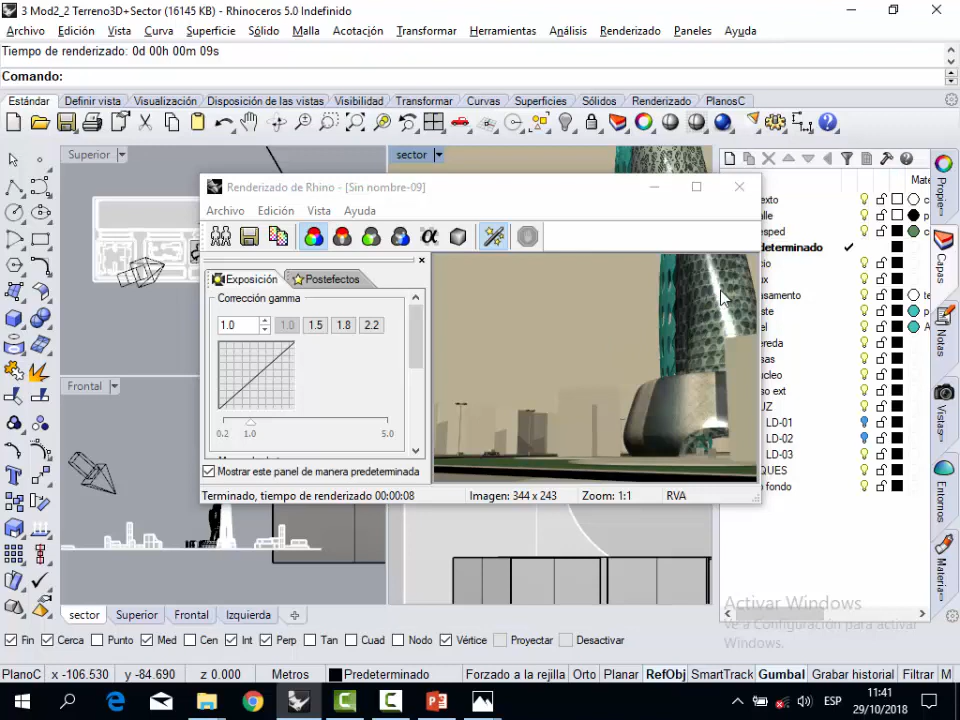 3 Mod2_2 Terreno3D+Sector (16145 KB) - Rhinoceros 5.0 Indefinido
Archivo Edición Vista Curva Superficie Sólido Malla Acotación Transformar Herramientas Análisis Renderizado Paneles Ayuda
Tiempo de renderizado: 0d 00h 00m 09s
Comando:
Estándar Definir vista Visualización Disposición de las vistas Visibilidad Transformar Curvas Superficies Sólidos Renderizado PlanosC
Superior sector
Renderizado de Rhino - [Sin nombre-09]
Archivo Edición Vista Ayuda
Exposición Postefectos
Corrección gamma
1.0 1.0 1.5 1.8 2.2
0.2 1.0 5.0
Mostrar este panel de manera predeterminada
Terminado, tiempo de renderizado 00:00:08 Imagen: 344 x 243 Zoom: 1:1 RVA
Mate
exto
alle
esped
determinado
cio
ux
asamento
ste
el
ereda
sas
ucleo
so ext
UZ
LD-01
LD-02
LD-03
QUES
o fondo
Propie...
Capas
Notas
Vistas...
Entornos
Materia...
Frontal
Activar Windows
Ve a Configuración para activar
Windows.
sector Superior Frontal Izquierda
Fin Cerca Punto Med Cen Int Perp Tan Cuad Nodo Vértice Proyectar Desactivar
PlanoC x -106.530 y -84.690 z 0.000 Metros Predeterminado Forzado a la rejilla Orto Planar RefObj SmartTrack Gumbal Grabar historial Filtrar M
ESP
11:41
29/10/2018